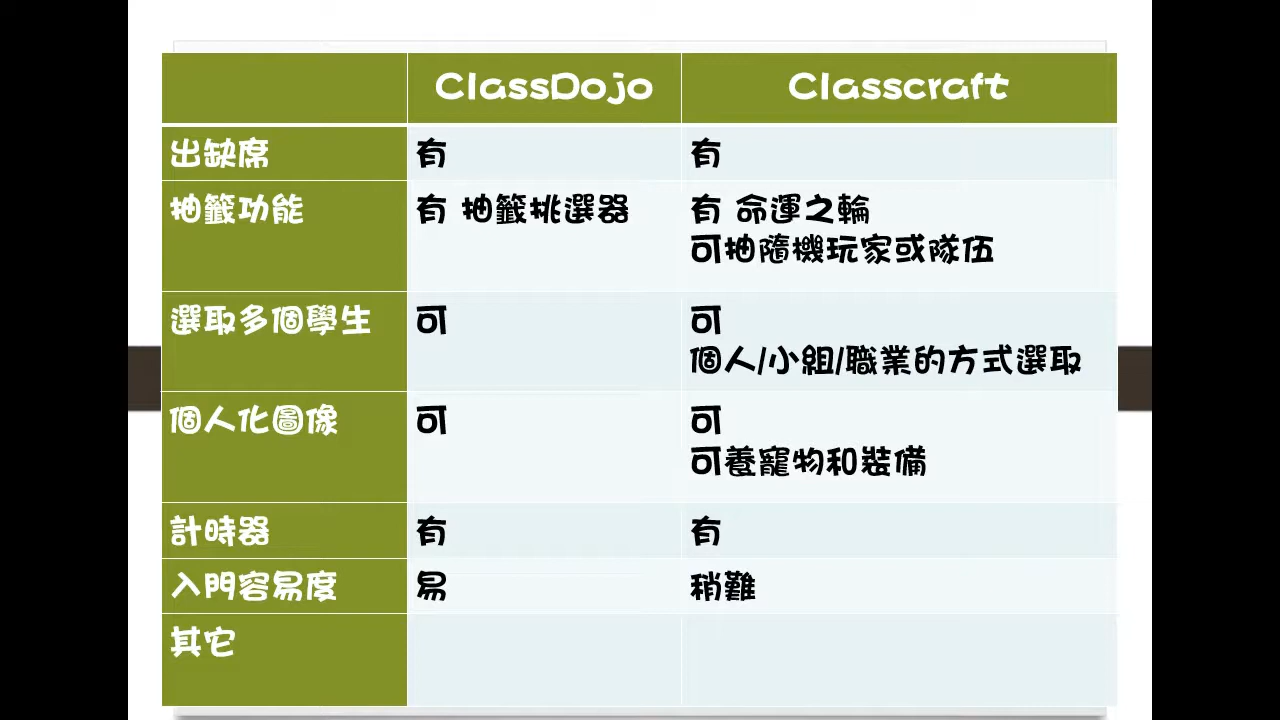 ClassDojo Classcraft
出缺席 有 有
抽籤功能 有 抽籤挑選器 有 命運之輪
可抽隨機玩家或隊伍
選取多個學生 可 可
個人/小組/職業的方式選取
個人化圖像 可 可
可養寵物和裝備
計時器 有 有
入門容易度 易 稍難
其它